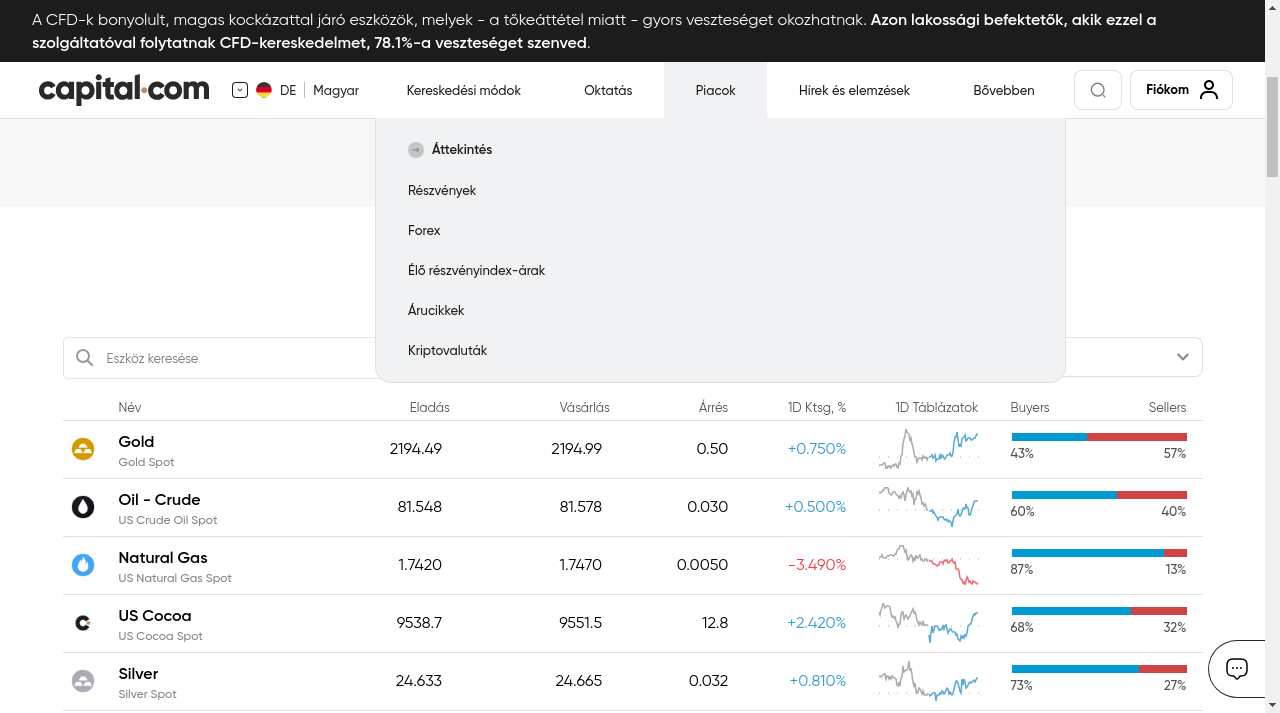 A CFD-k bonyolult, magas kockázattal járó eszközök, melyek - a tőkeáttétel miatt - gyors veszteséget okozhatnak. Azon lakossági befektetők, akik ezzel a
szolgáltatóval folytatnak CFD-kereskedelmet, 78.1%-a veszteséget szenved.
capital.com DE Magyar Kereskedési módok Oktatás Piacok Hírek és elemzések Bővebben Fiókom
Áttekintés
Részvények
Forex
Élő részvényindex-árak
Árucikkek
Kriptovaluták
Eszköz keresése
Név Eladás Vásárlás Árrés 1D Ktsg, % 1D Táblázatok Buyers Sellers
Gold 2194.49 2194.99 0.50 +0.750% 43% 57%
Gold Spot
Oil - Crude 81.548 81.578 0.030 +0.500% 60% 40%
US Crude Oil Spot
Natural Gas 1.7420 1.7470 0.0050 -3.490% 87% 13%
US Natural Gas Spot
US Cocoa 9538.7 9551.5 12.8 +2.420% 68% 32%
US Cocoa Spot
Silver 24.633 24.665 0.032 +0.810% 73% 27%
Silver Spot